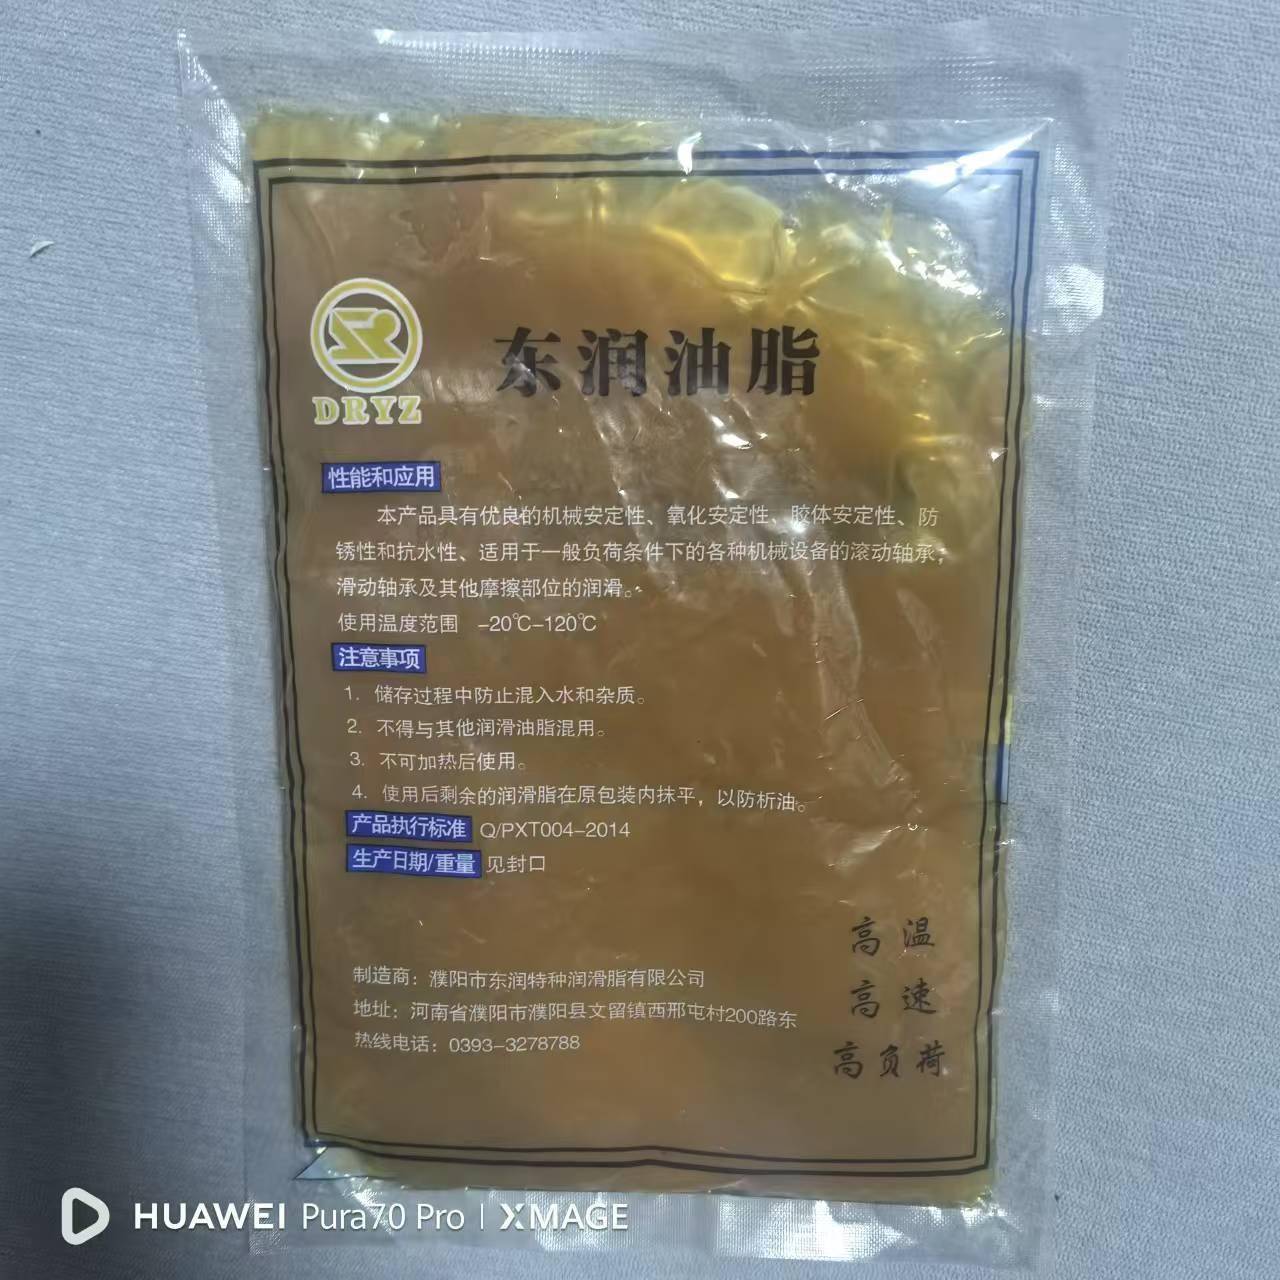 东润油脂
DRYZ
性能和应用
本产品具有优良的机械安定性、氧化安定性、胶体安定性、防
锈性和抗水性、适用于一般负荷条件下的各种机械设备的滚动轴承,
滑动轴承及其他摩擦部位的润滑。
使用温度范围 -20℃-120℃
注意事项
1. 储存过程中防止混入水和杂质。
2. 不得与其他润滑油脂混用。
3. 不可加热后使用。
4. 使用后剩余的润滑脂在原包装内抹平，以防析油。
产品执行标准 Q/PXT004-2014
生产日期/重量 见封口
高温
高速
高负荷
制造商：濮阳市东润特种润滑脂有限公司
地址：河南省濮阳市濮阳县文留镇西邢屯村200路东
热线电话：0393-3278788
HUAWEI Pura70 Pro | XMAGE